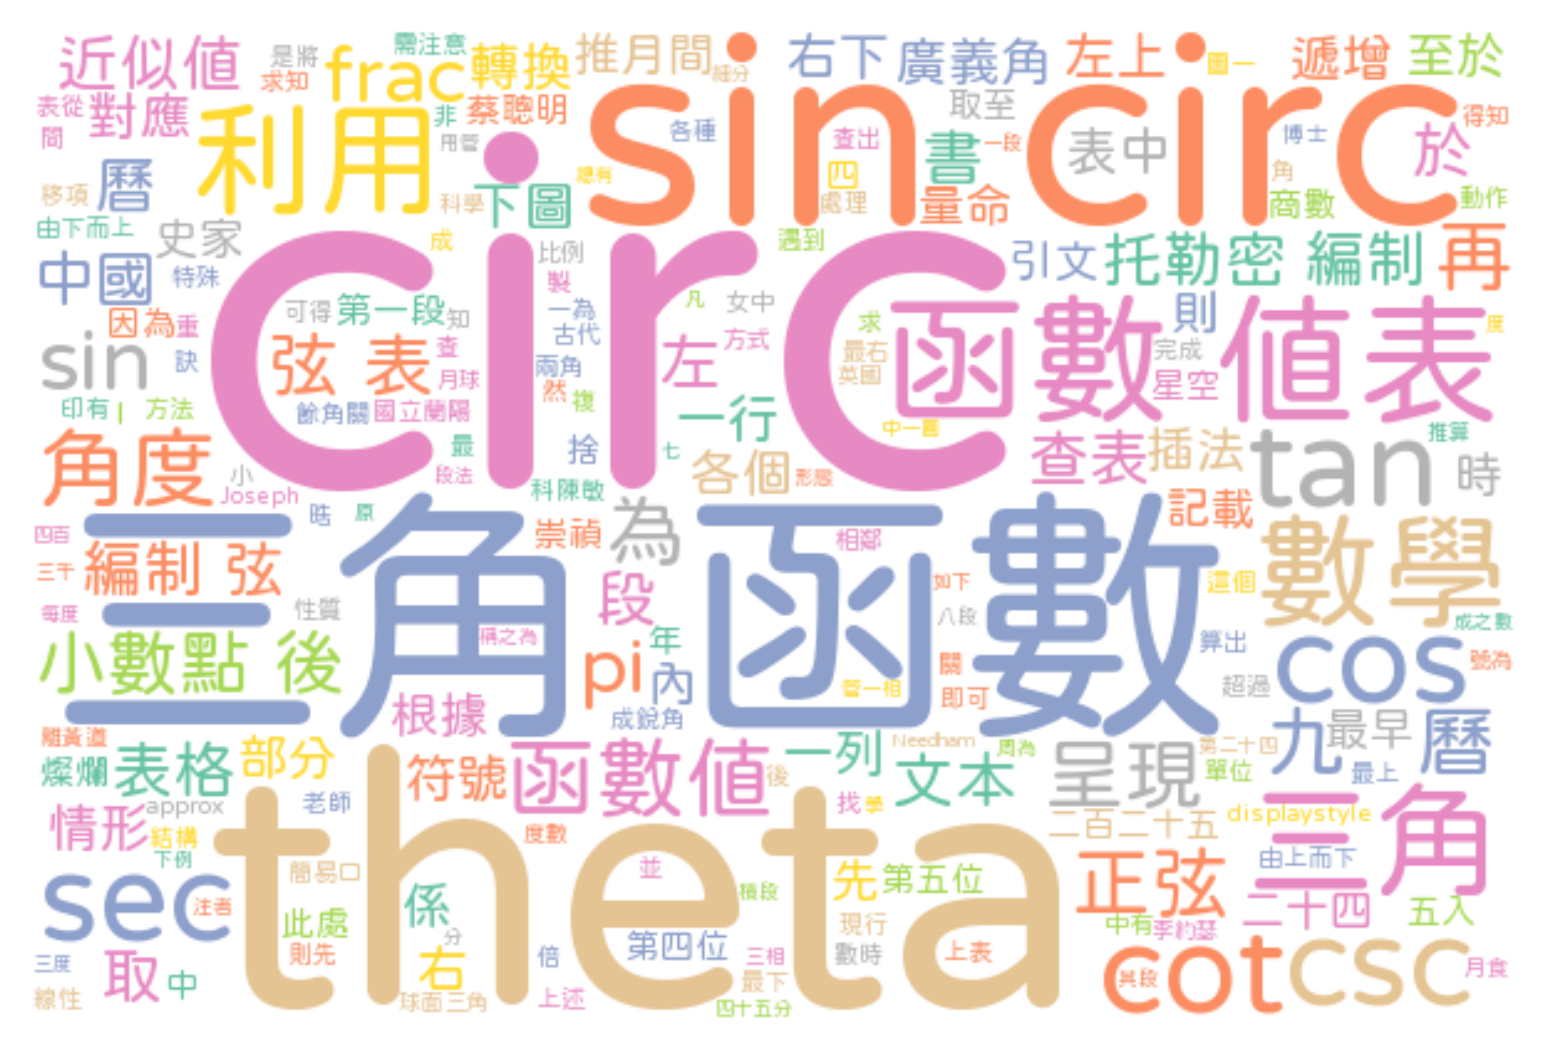 近似値
是將
求知
需注意
frac
轉換
推月間
細分
右下
廣義角
左上
圖一
遞增
至於
表從
間
對應
利用
非
用管
蔡聰明
sin circ
各種
查出
四
處理
取至
書
一段
量命
表中
博士
角
商數
於
得知
動作
移項
曆
科學
下圖
總有
由下而上
史家
成
比例
遇到
引文
托勒密 編制
再
中國
特殊
circ
製
一為
古代
凡
女中
方式
函數值表
則
度
可得
第一段
知
因為
重
sin
訣
弦 表
查
月球
兩角
然
複
左
求
最右
英國
完成
星空
印有
方法
餘角關
國立蘭陽
一行
中一圓
推算
角度
小
Joseph
最
段法
捨
七
各個
形態
查表
插法
tan
時
科陳敏
記載
四百
三千
每度
編制 弦
性質
晧
原
三角函數
崇禎
為
段
相鄰
如下
八段
這個
數學
成之數
稱之為
小數點 後
pi
年
內
菅一相
關
即可
算出
超過
cos
號為
根據
成銳角
離黃道
燦爛
表格
部分
符號
函數值
後
一列
Needham
周為
文本
呈現
第二十四
單位
九
最早
最上
曆
情形
approx
結構
下例
老師
theta
度數
找
學
二百二十五
displaystyle
由上而下
三角
sec
注者
簡易口
此處
則先
係
分
並
積段
先
第五位
正弦
二十四
五入
中有
李約瑟
現行
三度
線性
取
中
右
球面三角
倍
上述
第四位
三相
最下
四十五分
數時
上表
cot
其段
csc
月食